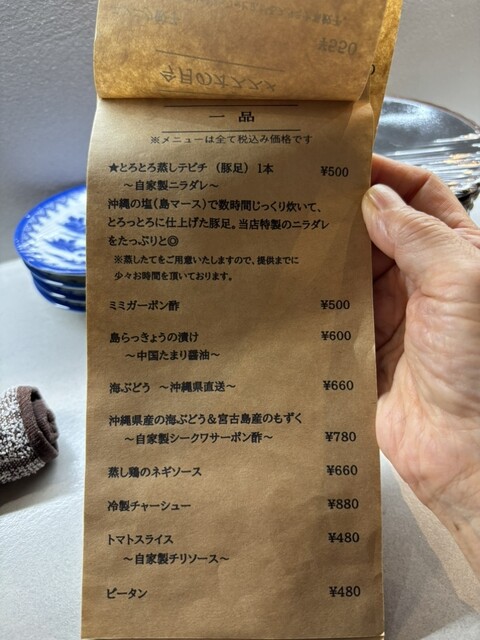 ¥550
今日のオススメ
一品
※メニューは全て税込み価格です
★とろとろ蒸しテビチ（豚足）1本 ¥500
～自家製ニラダレ～
沖縄の塩（島マース）で数時間じっくり炊いて、
とろっとろに仕上げた豚足。当店特製のニラダレ
をたっぷりと◎
※蒸したてをご用意いたしますので、提供までに
少々お時間を頂いております。
ミミガーポン酢 ¥500
島らっきょうの漬け ¥600
～中国たまり醤油～
海ぶどう ～沖縄県直送～ ¥660
沖縄県産の海ぶどう＆宮古島産のもずく
～自家製シークワサーポン酢～ ¥780
蒸し鶏のネギソース ¥660
冷製チャーシュー ¥880
トマトスライス ¥480
～自家製チリソース～
ピータン ¥480